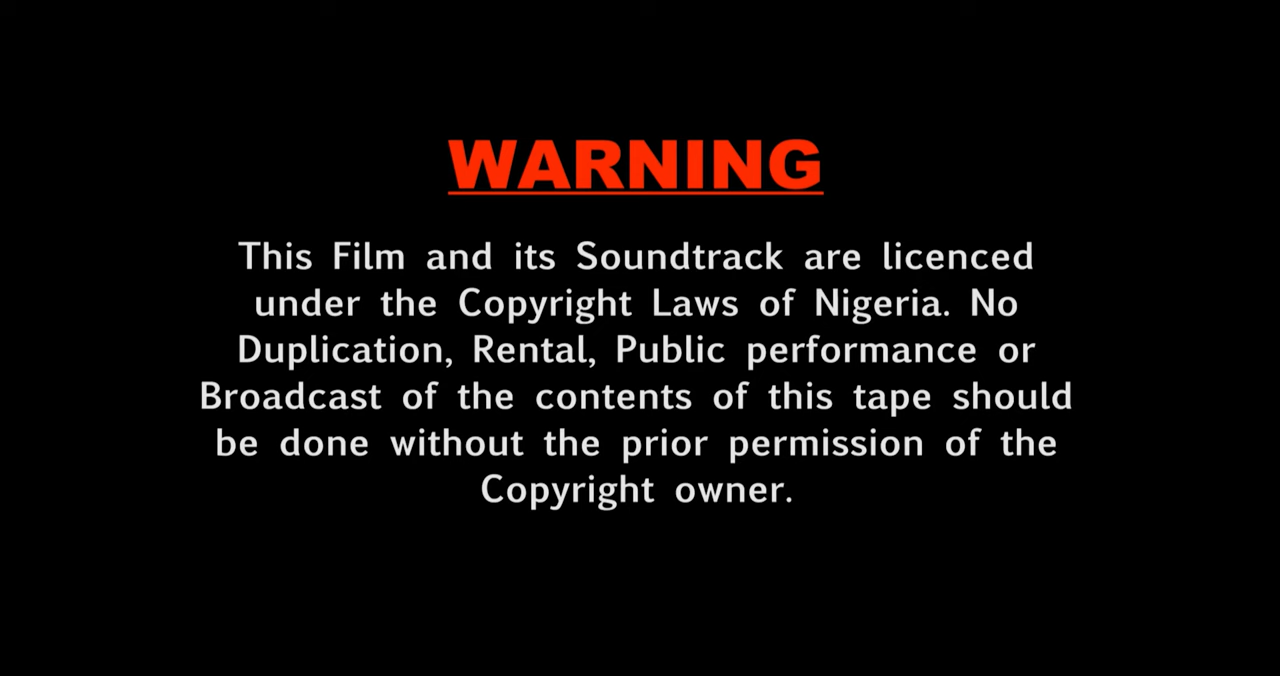 WARNING
This Film and its Soundtrack are licenced
under the Copyright Laws of Nigeria. No
Duplication, Rental, Public performance or
Broadcast of the contents of this tape should
be done without the prior permission of the
Copyright owner.